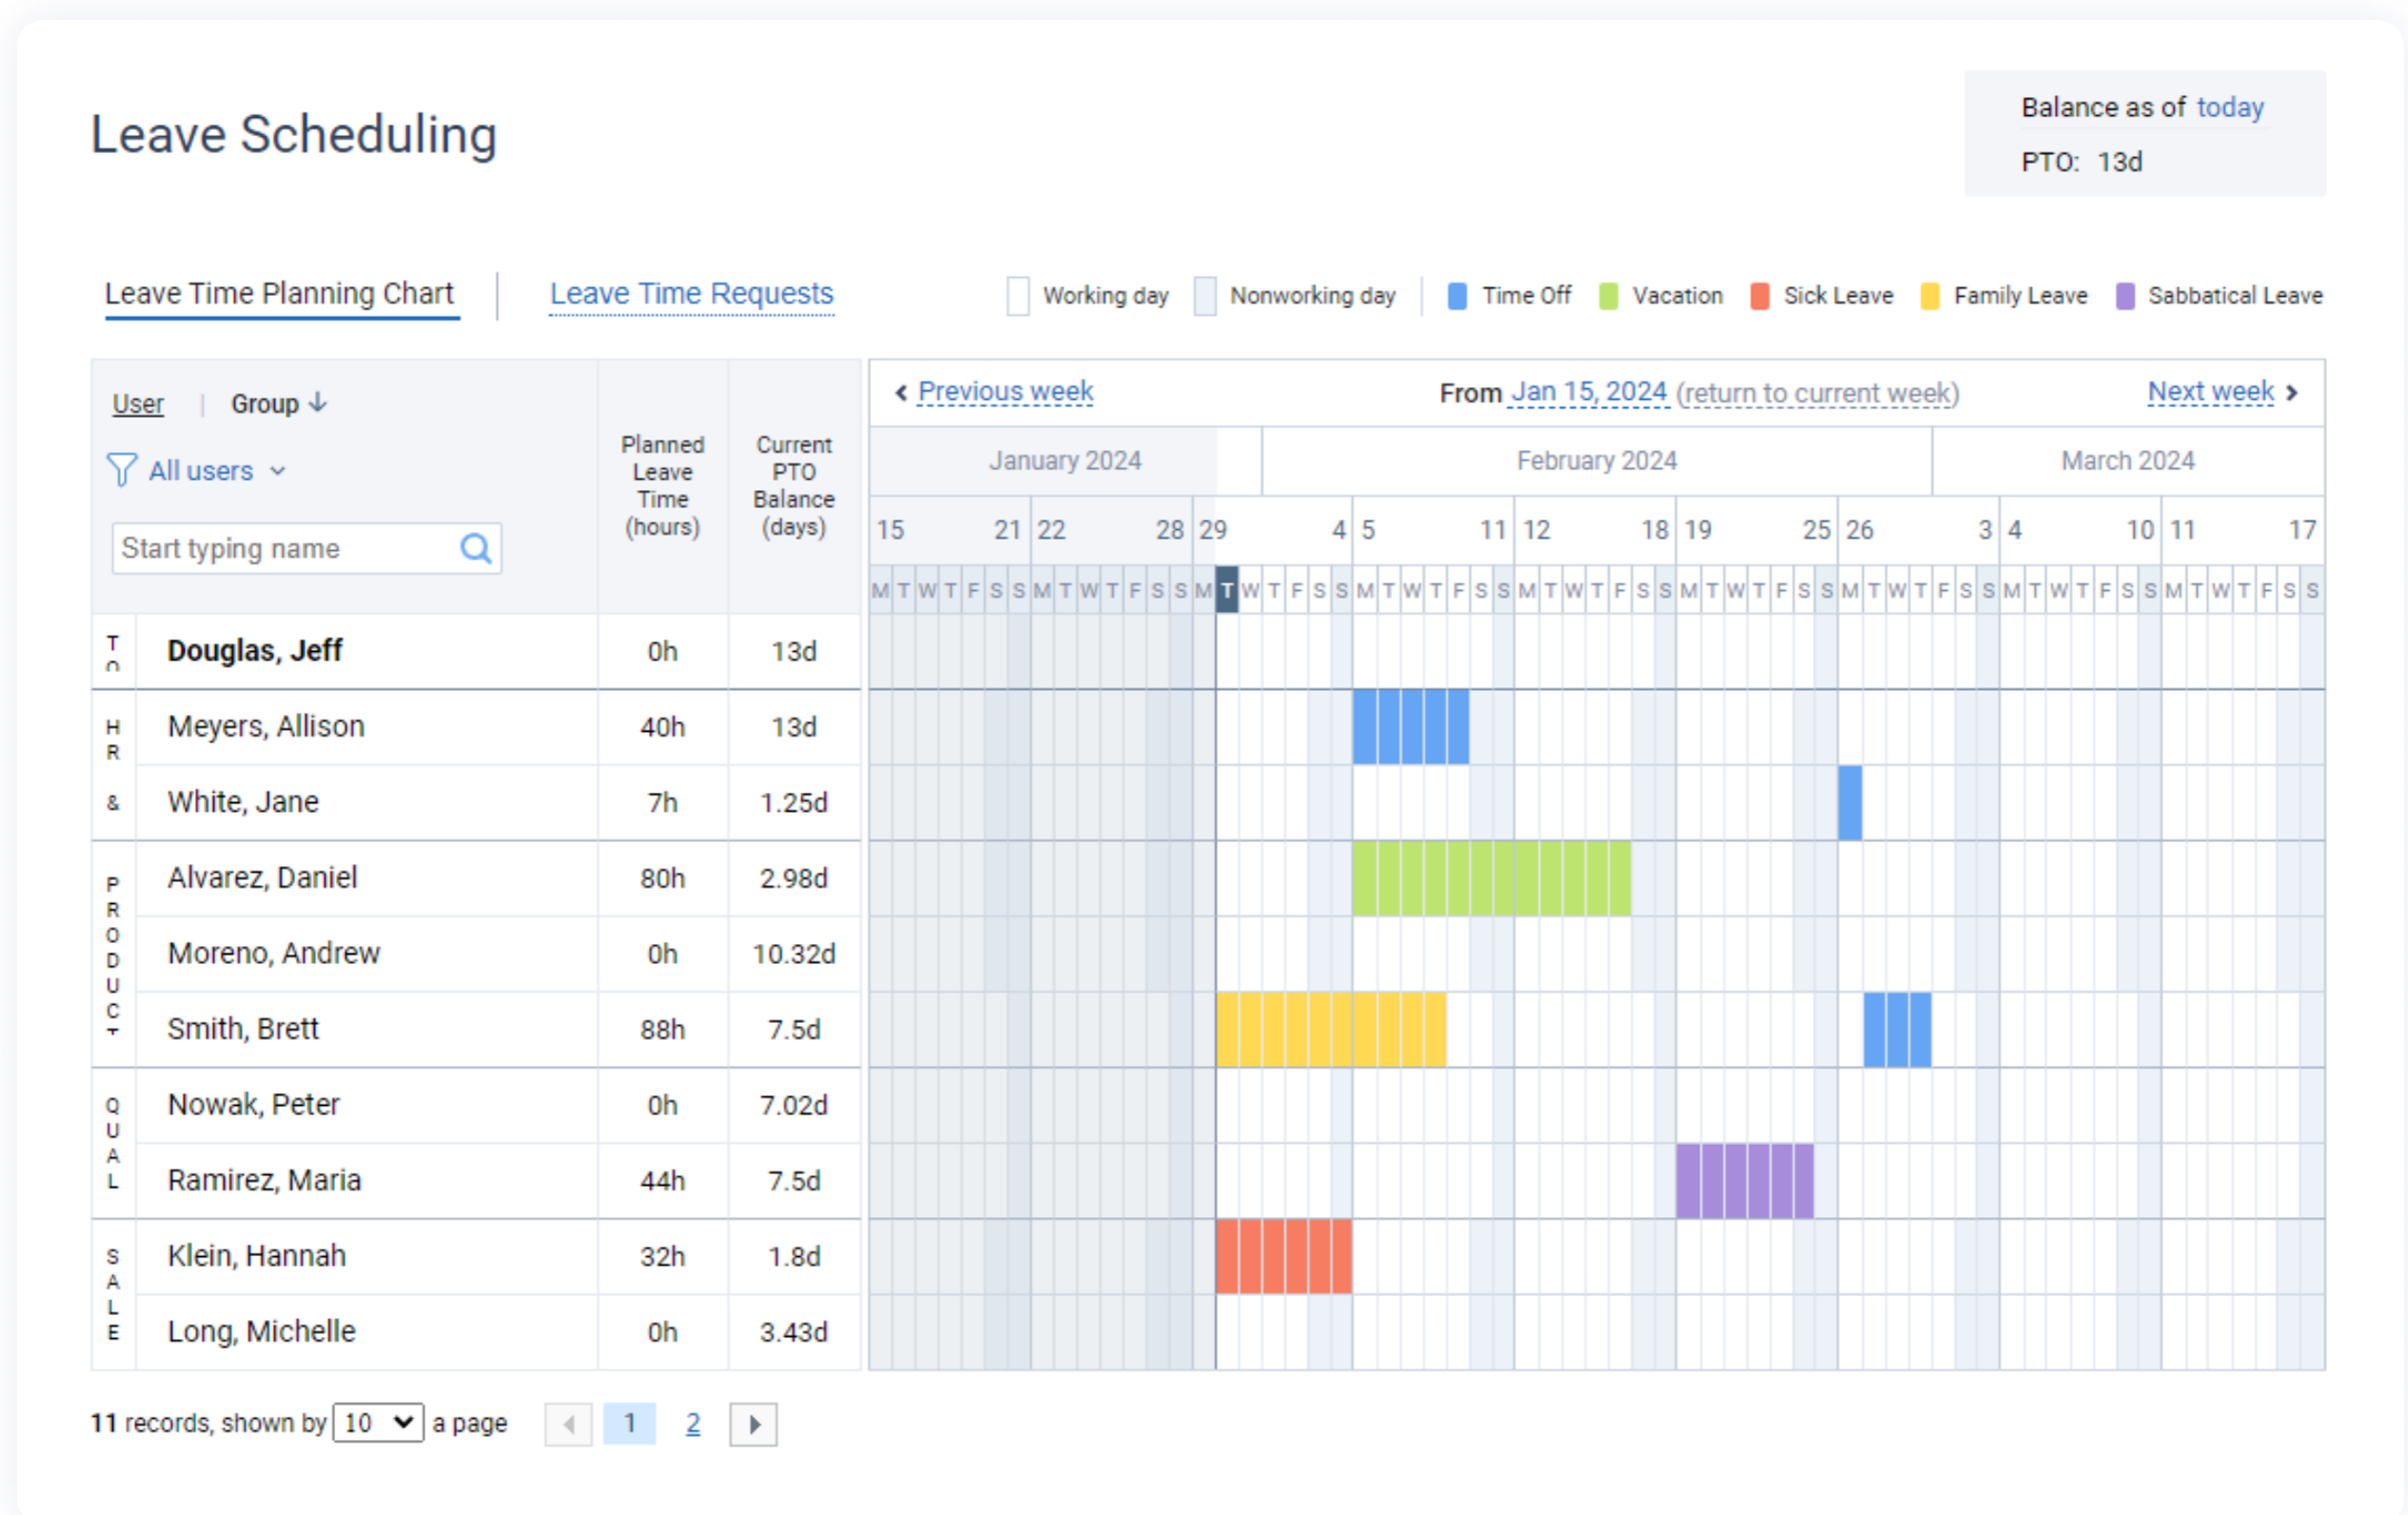 Leave Scheduling
Balance as of today
PTO: 13d
Leave Time Planning Chart
Leave Time Requests
Working day
Nonworking day
Time Off
Vacation
Sick Leave
Family Leave
Sabbatical Leave
User | Group
All users
Start typing name
Planned
Leave
Time
(hours)
Current
PTO
Balance
(days)
Previous week
From Jan 15, 2024 (return to current week)
Next week
January 2024
February 2024
March 2024
15 21 22 28 29 4 5 11 12 18 19 25 26 3 4 10 11 17
M T W T F S S M T W T F S S M T W T F S S M T W T F S S M T W T F S S M T W T F S S M T W T F S S M T W T F S S M T W T F S S
T
Douglas, Jeff 0h 13d
H
R
&
Meyers, Allison 40h 13d
White, Jane 7h 1.25d
P
R
O
D
U
C
Alvarez, Daniel 80h 2.98d
Moreno, Andrew 0h 10.32d
Smith, Brett 88h 7.5d
Q
U
A
L
Nowak, Peter 0h 7.02d
Ramirez, Maria 44h 7.5d
S
A
L
E
Klein, Hannah 32h 1.8d
Long, Michelle 0h 3.43d
11 records, shown by 10 a page
1 2